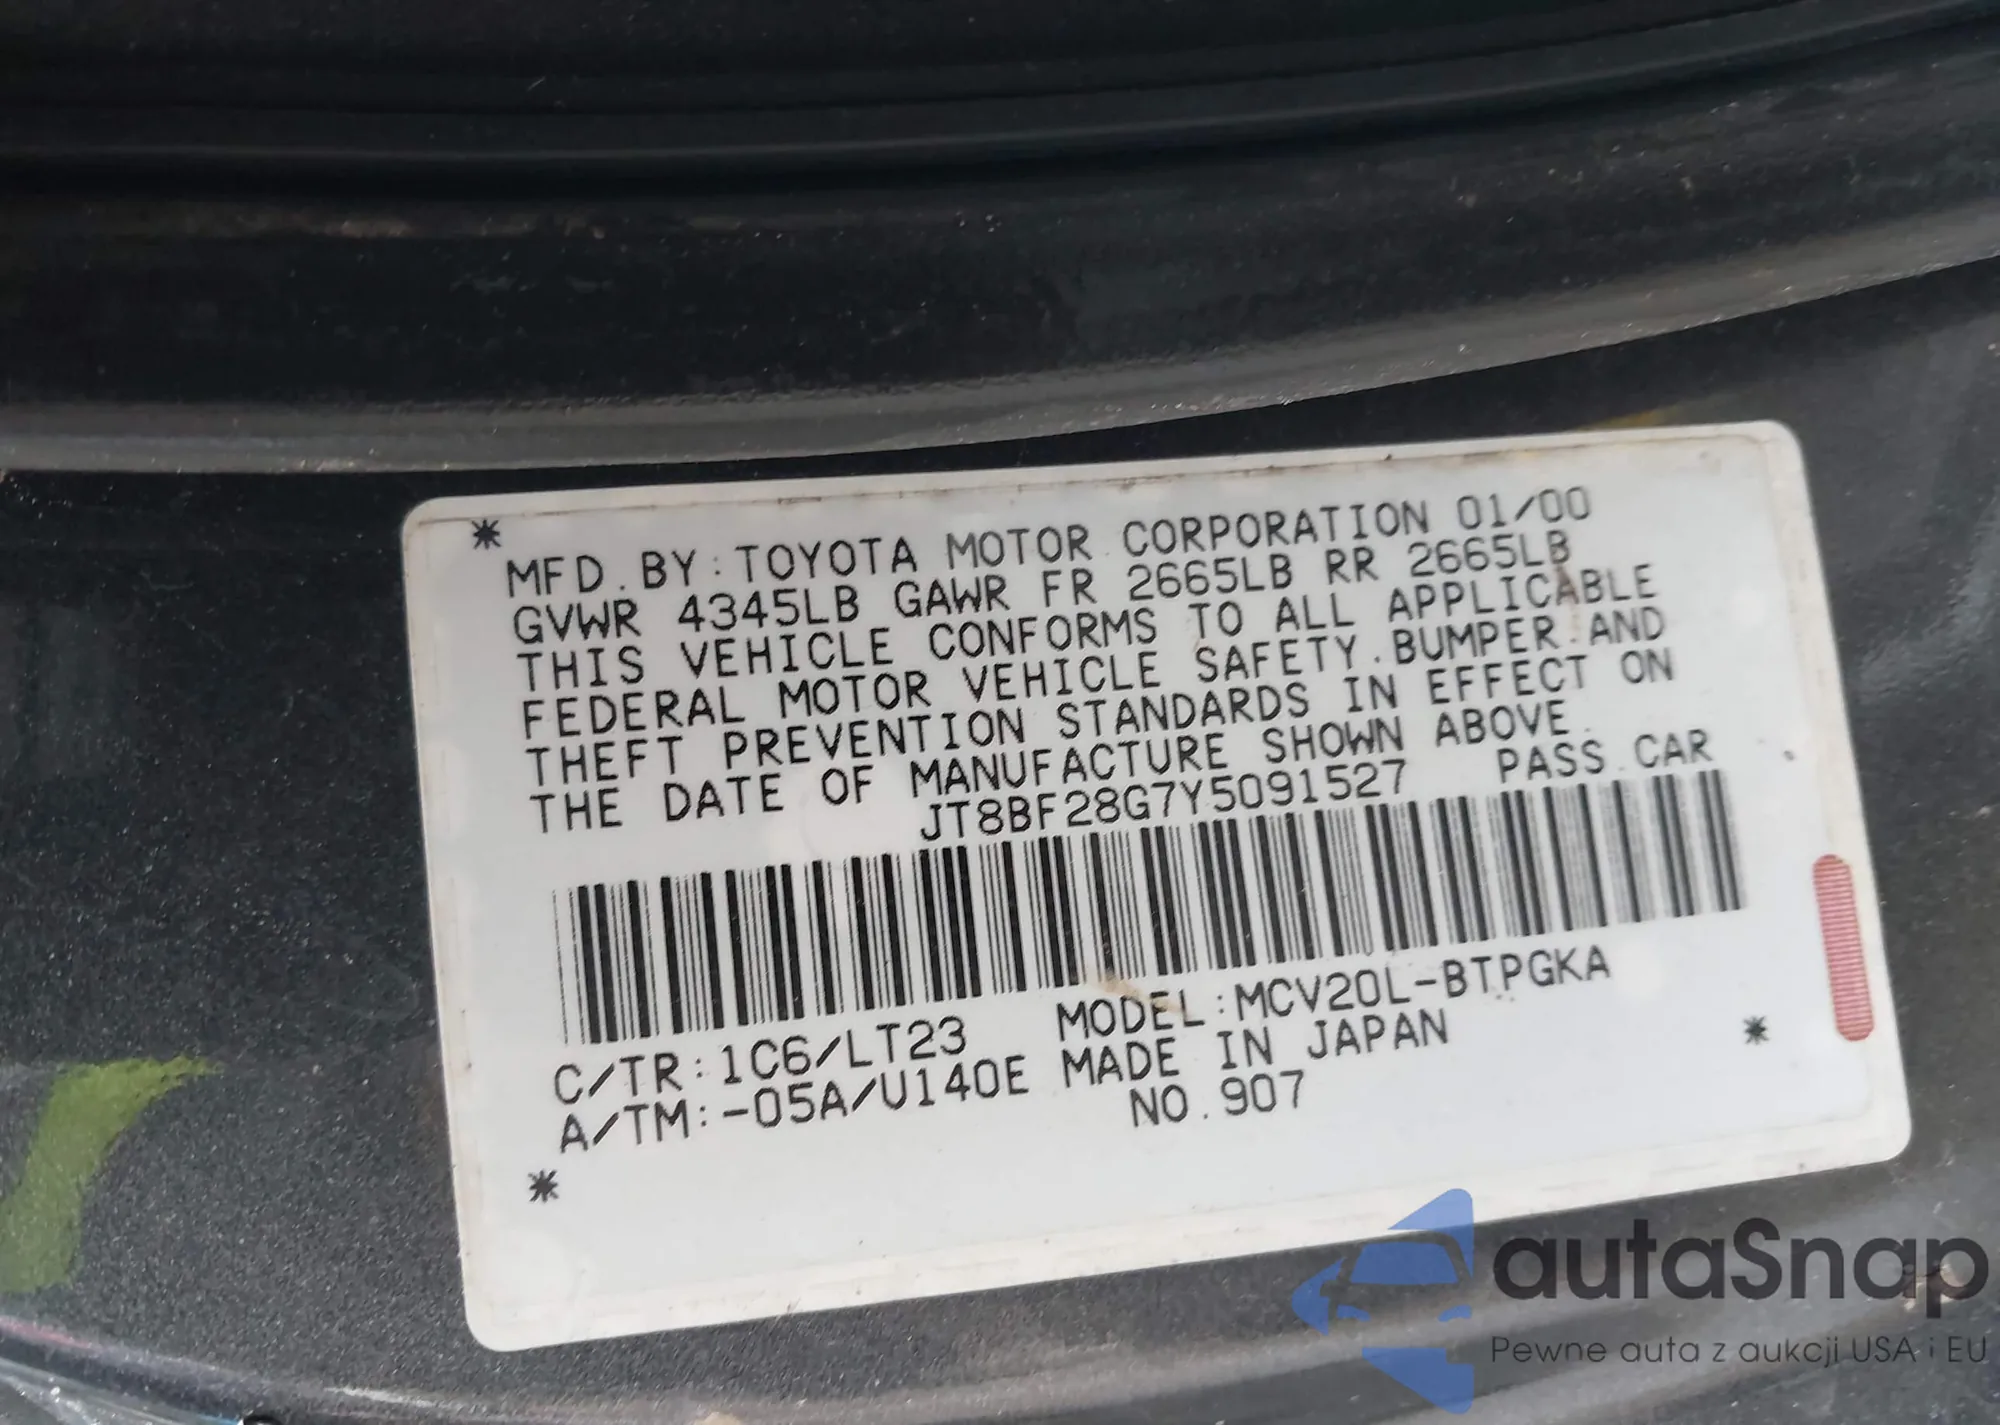 MFD.BY:TOYOTA MOTOR CORPORATION 01/00
GVWR 4345LB GAWR FR 2665LB RR 2665LB
THIS VEHICLE CONFORMS TO ALL APPLICABLE
FEDERAL MOTOR VEHICLE SAFETY.BUMPER.AND
THEFT PREVENTION STANDARDS IN EFFECT ON
THE DATE OF MANUFACTURE SHOWN ABOVE.
JT8BF28G7Y5091527 PASS.CAR
C/TR:1C6/LT23 MODEL:MCV20L-BTPGKA
A/TM:-05A/U140E MADE IN JAPAN
NO.907
autaSnap
Pewne auta z aukcji USA i EU